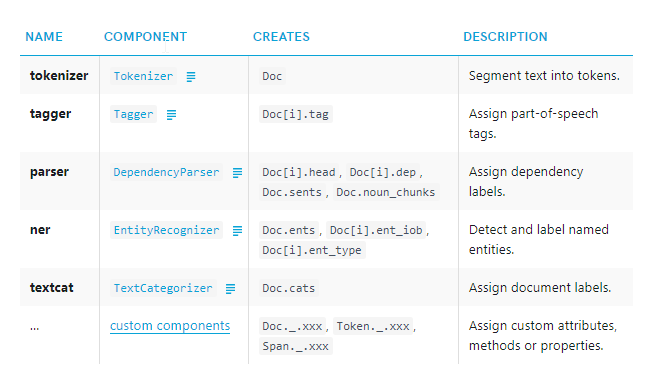 NAME COMPONENT CREATES DESCRIPTION
tokenizer Tokenizer Doc Segment text into tokens.
tagger Tagger Doc[i].tag Assign part-of-speech
tags.
parser DependencyParser Doc[i].head, Doc[i].dep, Assign dependency
Doc.sents, Doc.noun_chunks labels.
ner EntityRecognizer Doc.ents, Doc[i].ent_iob, Detect and label named
Doc[i].ent_type entities.
textcat TextCategorizer Doc.cats Assign document labels.
... custom components Doc._.xxx, Token._.xxx, Assign custom attributes,
Span._.xxx methods or properties.